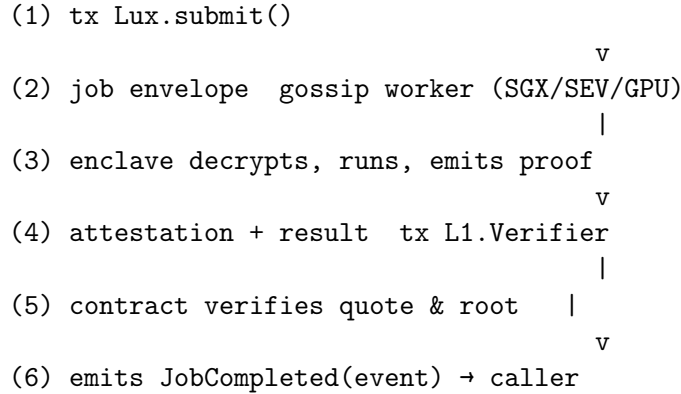 (1) tx Lux.submit()
v
(2) job envelope gossip worker (SGX/SEV/GPU)
|
(3) enclave decrypts, runs, emits proof
v
(4) attestation + result tx L1.Verifier
|
(5) contract verifies quote & root |
v
(6) emits JobCompleted(event) → caller